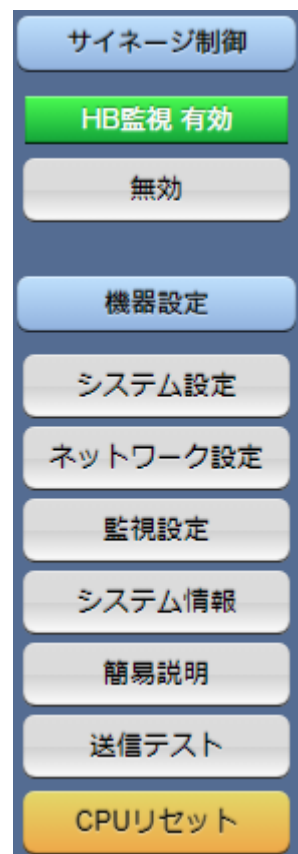 サイネージ制御
HB監視 有効
無効
機器設定
システム設定
ネットワーク設定
監視設定
システム情報
簡易説明
送信テスト
CPUリセット